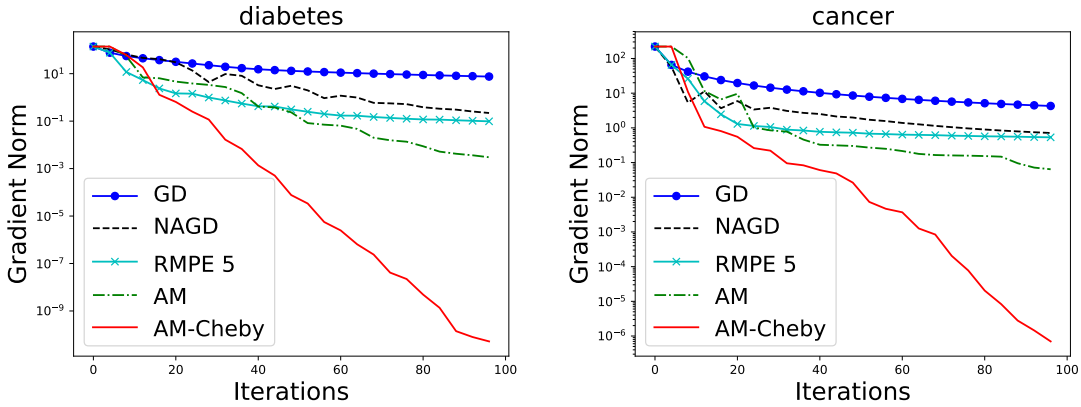 diabetes
Gradient Norm
10^1
10^-1
10^-3
10^-5
10^-7
10^-9
GD
NAGD
RMPE 5
AM
AM-Cheby
0 20 40 60 80 100
Iterations
cancer
Gradient Norm
10^2
10^1
10^0
10^-1
10^-2
10^-3
10^-4
10^-5
10^-6
GD
NAGD
RMPE 5
AM
AM-Cheby
0 20 40 60 80 100
Iterations